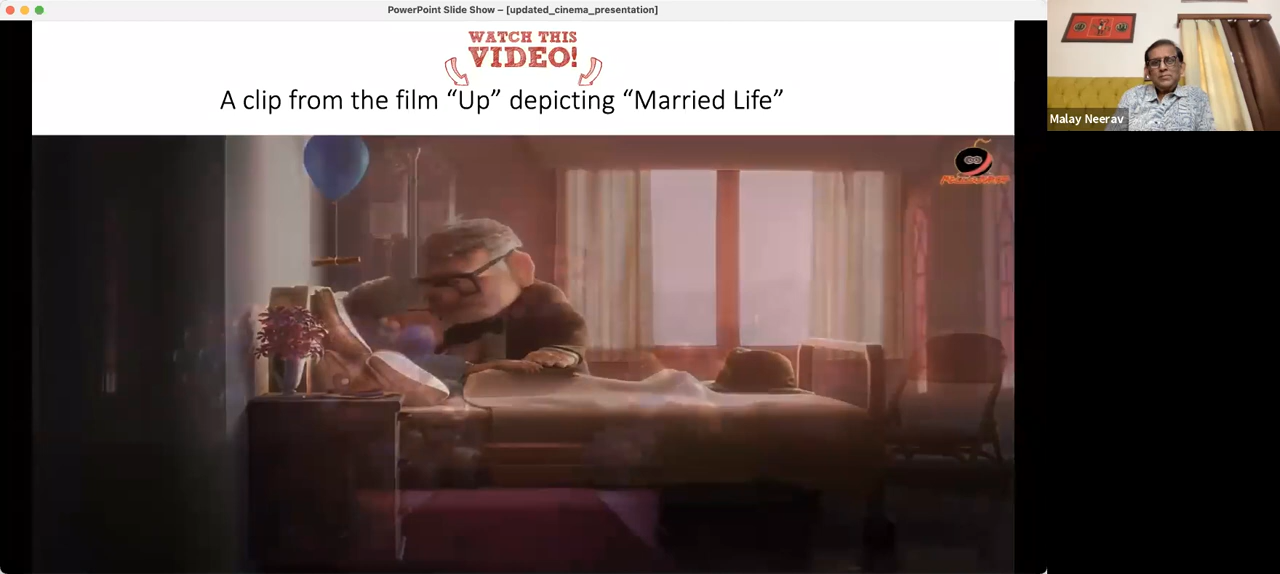 PowerPoint Slide Show – [updated_cinema_presentation]
WATCH THIS
VIDEO!
A clip from the film “Up” depicting “Married Life”
Malay Neerav